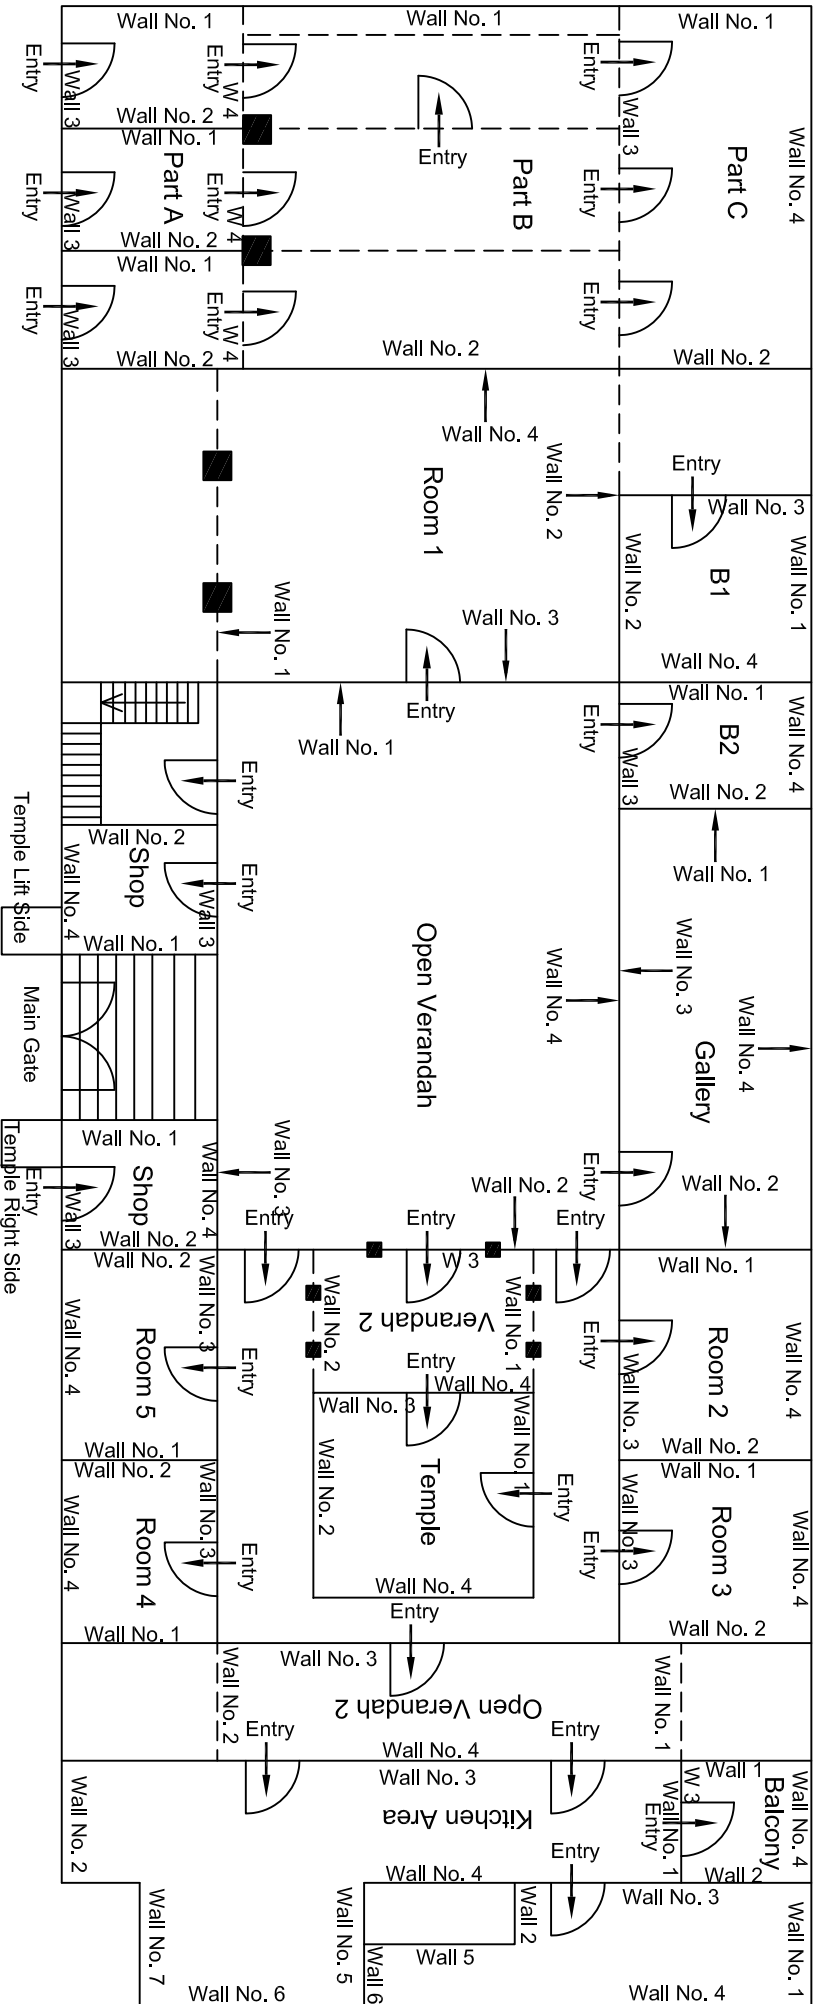 Wall No. 1
Wall No. 1
Wall No. 1
Entry
Entry
Entry
Wall 3
W 4
Wall 3
Wall No. 4
Wall No. 2
Wall No. 1
Entry
Part A
Part B
Part C
Entry
Entry
Entry
Wall 3
W 4
Wall No. 2
Wall No. 1
Entry
Entry
Entry
Wall 3
W 4
Wall No. 2
Wall No. 2
Wall No. 2
Wall No. 4
Room 1
Wall No. 2
Entry
Wall No. 3
B1
Wall No. 2
Wall No. 1
Wall No. 1
Wall No. 3
Wall No. 4
Entry
Wall No. 1
Wall No. 1
Entry
B2
Wall No. 4
Wall 3
Wall No. 2
Entry
Temple Lift Side
Wall No. 2
Shop
Entry
Wall No. 4
Wall 3
Wall No. 1
Wall No. 1
Open Verandah
Wall No. 4
Wall No. 3
Wall No. 4
Gallery
Main Gate
Wall No. 1
Temple Right Side
Entry
Shop
Wall 3
Wall No. 4
Wall No. 2
Wall No. 3
Wall No. 2
Entry
Wall No. 2
Entry
Entry
Entry
W 3
Wall No. 2
Wall No. 3
Wall No. 1
Verandah 2
Wall No. 2
Wall No. 1
Wall No. 4
Room 5
Entry
Entry
Wall No. 4
Entry
Room 2
Wall No. 3
Wall No. 4
Wall No. 1
Wall No. 2
Wall No. 2
Wall No. 3
Wall No. 1
Wall No. 1
Wall No. 3
Wall No. 2
Temple
Entry
Wall No. 4
Room 4
Entry
Wall No. 4
Entry
Wall No. 3
Room 3
Wall No. 4
Wall No. 1
Entry
Wall No. 2
Wall No. 3
Wall No. 2
Open Verandah 2
Wall No. 1
Entry
Entry
Wall No. 4
Wall No. 3
Wall No. 2
Kitchen Area
Wall No. 1
Entry
W 3
Wall 1
Balcony
Wall No. 4
Wall 2
Entry
Wall No. 4
Wall No. 3
Wall No. 7
Wall No. 5
Wall 2
Wall 5
Wall 6
Wall No. 1
Wall No. 6
Wall No. 4